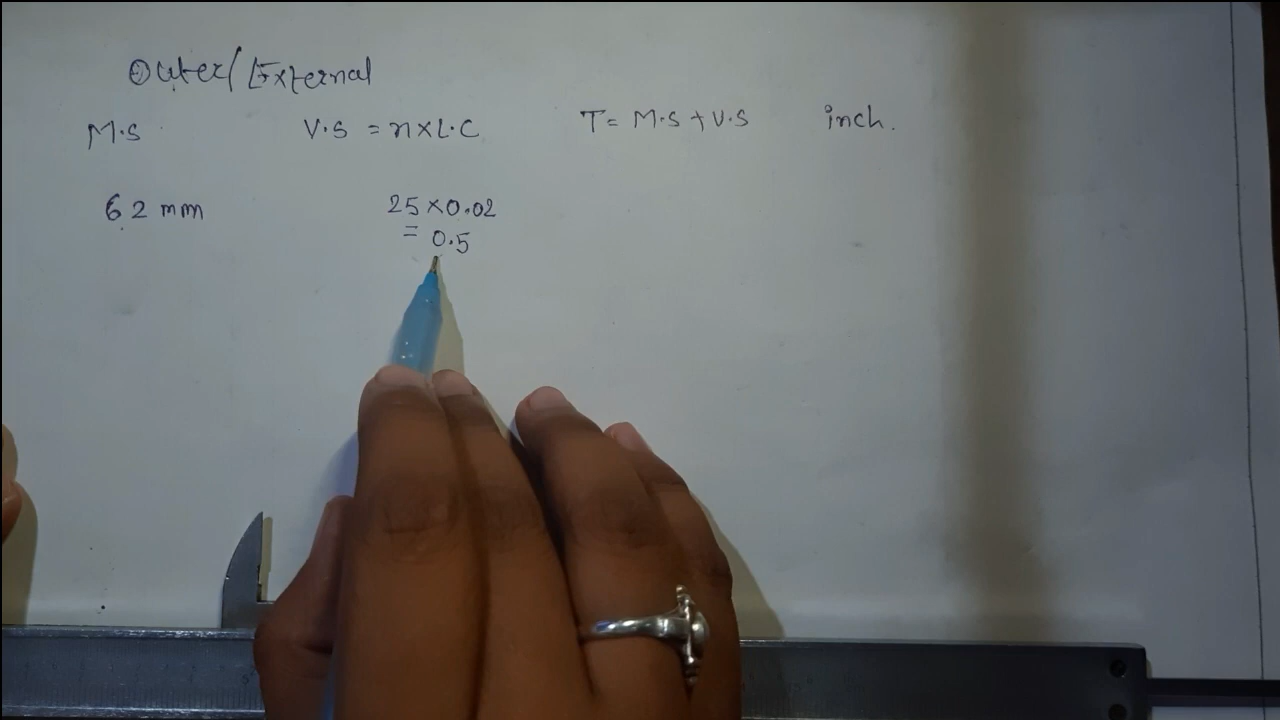 Outer/External
M.S V.S = n×L.C T= M.S + V.S inch.
62 mm 25 ×0.02
= 0.5